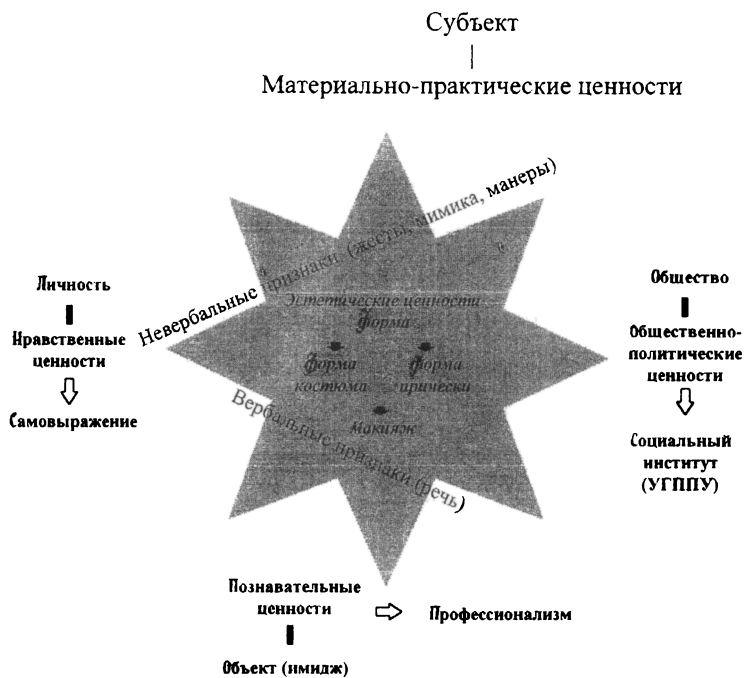 Субъект
Материально-практические ценности
Невербальные признаки (жесты, мимика, манеры)
Личность
Нравственные
ценности
Самовыражение
Эстетические ценности
форма
форма
костюма
форма
прически
Макияж
Вербальные признаки (речь)
Общество
Общественно-
политические
ценности
Социальный
институт
(УГППУ)
Познавательные
ценности
Профессионализм
Объект (имидж)